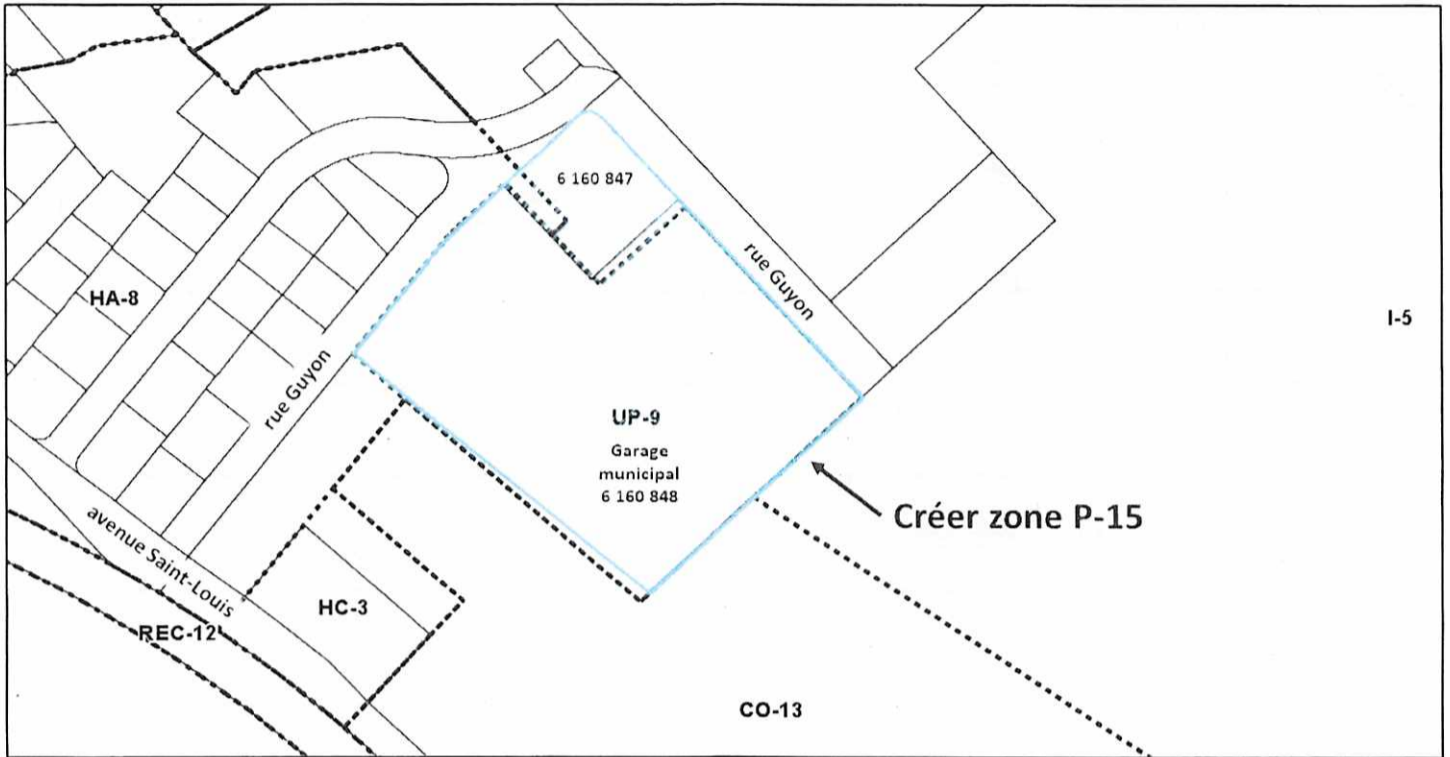 6 160 847
rue Guyon
HA-8
I-5
rue Guyon
UP-9
Garage
municipal
6 160 848
Créer zone P-15
avenue Saint-Louis
HC-3
REC-12
CO-13